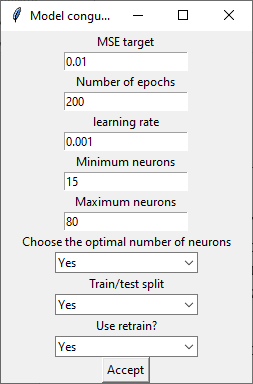 Model congu...
MSE target
0.01
Number of epochs
200
learning rate
0.001
Minimum neurons
15
Maximum neurons
80
Choose the optimal number of neurons
Yes
Train/test split
Yes
Use retrain?
Yes
Accept